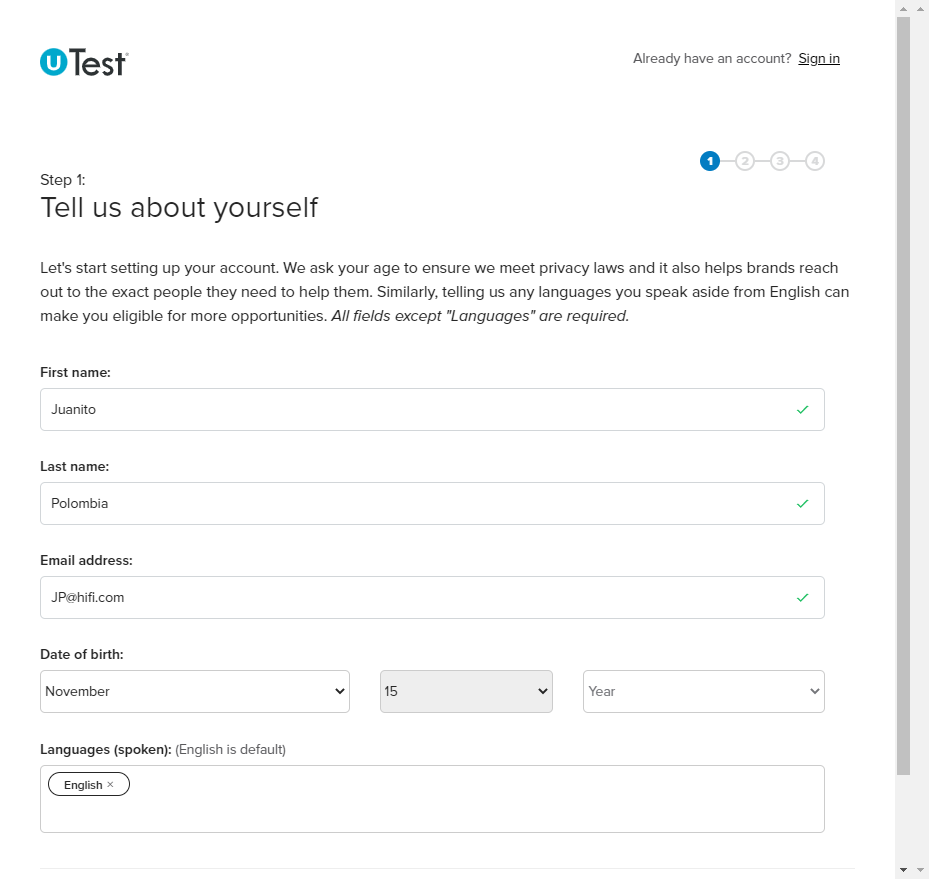 uTest
Already have an account? Sign in
1 2 3 4
Step 1:
Tell us about yourself
Let's start setting up your account. We ask your age to ensure we meet privacy laws and it also helps brands reach
out to the exact people they need to help them. Similarly, telling us any languages you speak aside from English can
make you eligible for more opportunities. All fields except "Languages" are required.
First name:
Juanito
Last name:
Polombia
Email address:
JP@hifi.com
Date of birth:
November 15 Year
Languages (spoken): (English is default)
English ×